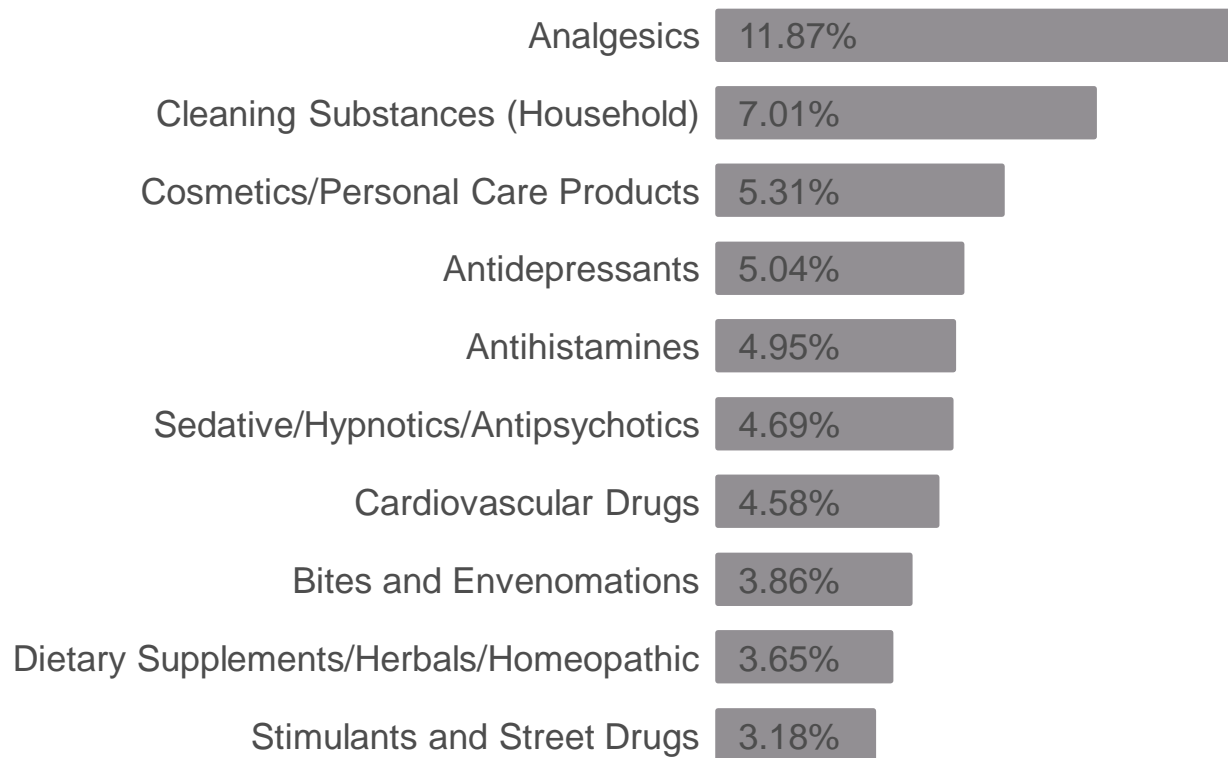 Analgesics 11.87%
Cleaning Substances (Household) 7.01%
Cosmetics/Personal Care Products 5.31%
Antidepressants 5.04%
Antihistamines 4.95%
Sedative/Hypnotics/Antipsychotics 4.69%
Cardiovascular Drugs 4.58%
Bites and Envenomations 3.86%
Dietary Supplements/Herbals/Homeopathic 3.65%
Stimulants and Street Drugs 3.18%